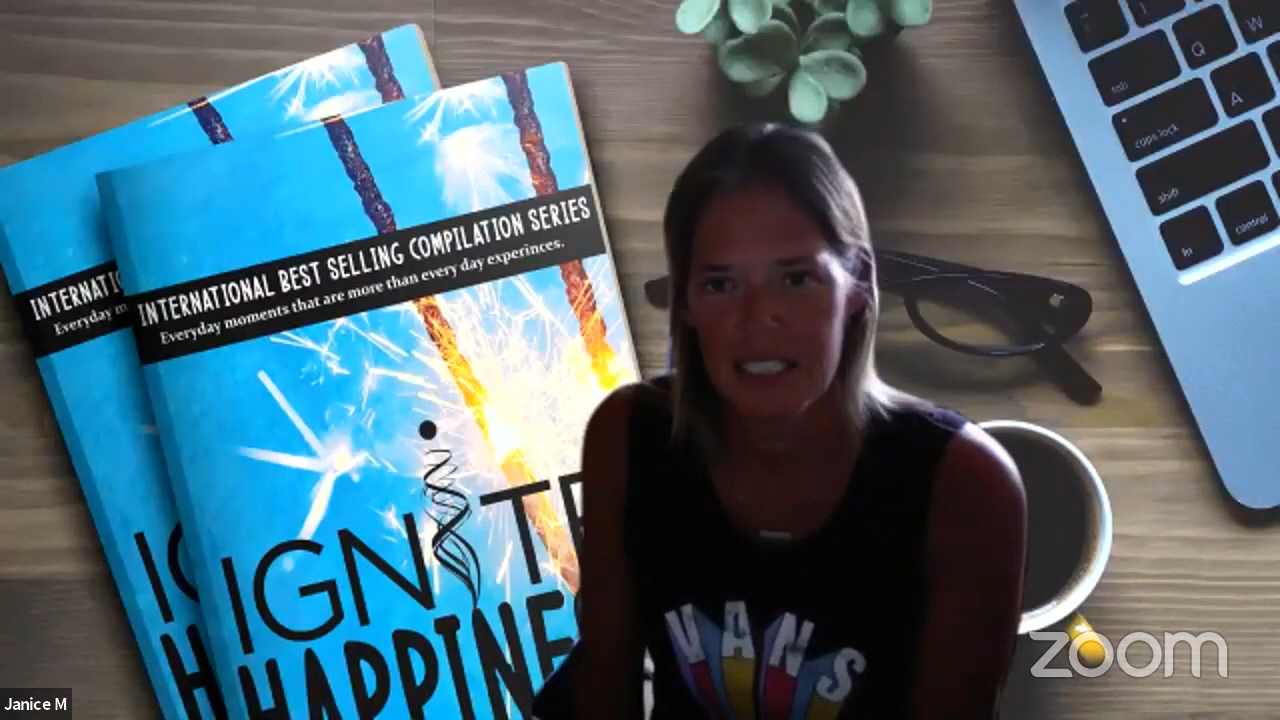 INTERNATIONAL BEST SELLING COMPILATION SERIES
Everyday moments that are more than every day experinces.
IGNITE
HAPPINE
INTERNATIO
Everyday m
IG
H
VANS
tab
caps lock
shift
fn
control
Q
W
A
zoom
Janice M